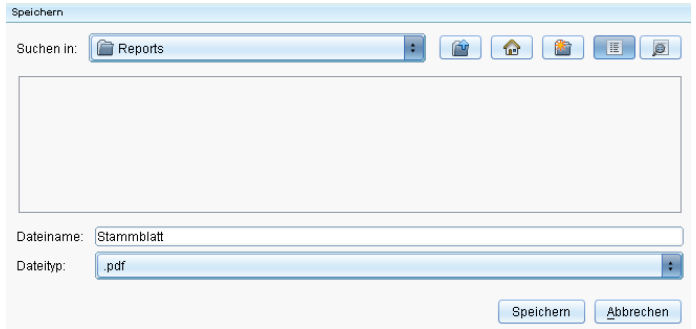 Speichern
Suchen in: Reports
Dateiname: Stammblatt
Dateityp: .pdf
Speichern Abbrechen